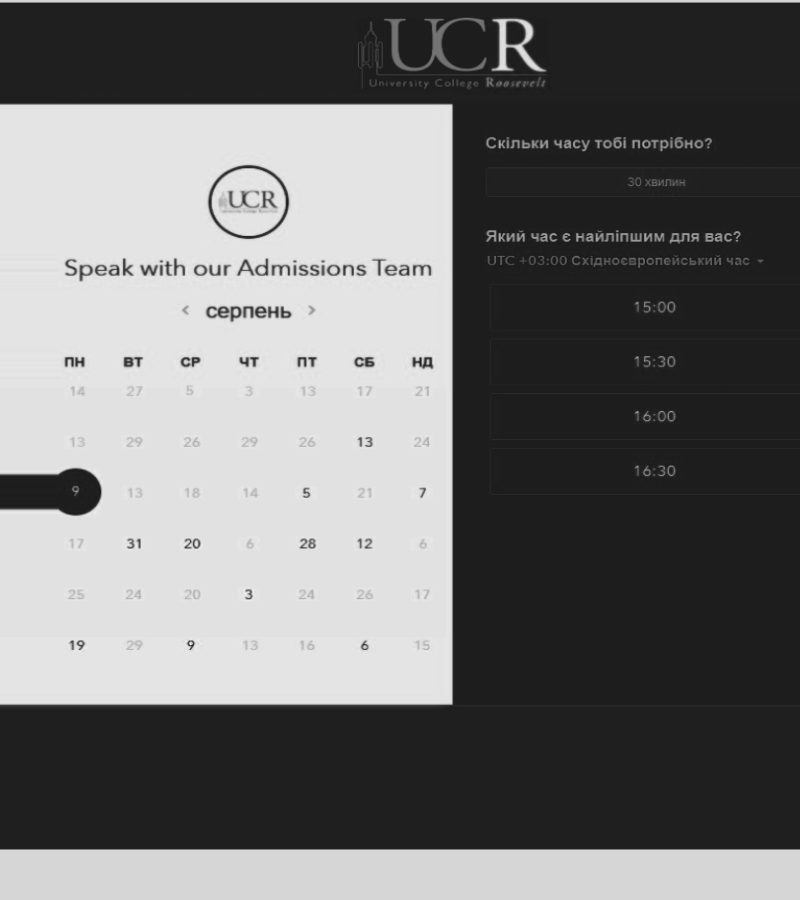 UCR
University College Roosevelt
UCR
Speak with our Admissions Team
< серпень >
ПН ВТ СР ЧТ ПТ СБ НД
14 27 5 3 13 17 21
13 29 26 29 26 13 24
9 13 18 14 5 21 7
17 31 20 6 28 12 6
25 24 20 3 24 26 17
19 29 9 13 16 6 15
Скільки часу тобі потрібно?
30 хвилин
Який час є найліпшим для вас?
UTC +03:00 Східноєвропейський час
15:00
15:30
16:00
16:30